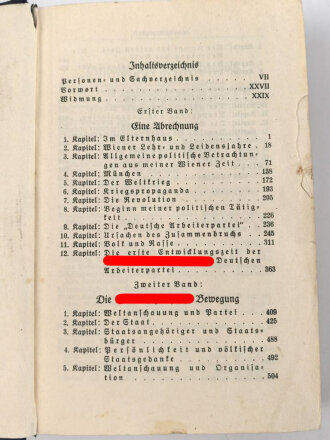 Inhaltsverzeichnis
Personen- und Sachverzeichnis . . . . . . . VII
Vorwort . . . . . . . . . . . . . . . . XXVII
Widmung . . . . . . . . . . . . . . . . XXIX
Erster Band:
Eine Abrechnung
1. Kapitel: Im Elternhaus . . . . . . . . . . 1
2. Kapitel: Wiener Lehr- und Leidensjahre . 18
3. Kapitel: Allgemeine politische Betrachtun-
gen aus meiner Wiener Zeit . . . . 71
4. Kapitel: München . . . . . . . . . . . . 138
5. Kapitel: Der Weltkrieg . . . . . . . . . 172
6. Kapitel: Kriegspropaganda . . . . . . . . 193
7. Kapitel: Die Revolution . . . . . . . . . 205
8. Kapitel: Beginn meiner politischen Tätig-
keit . . . . . . . . . . . . . . 226
9. Kapitel: Die „Deutsche Arbeiterpartei“ . . 236
10. Kapitel: Ursachen des Zusammenbruchs . . 245
11. Kapitel: Volk und Rasse . . . . . . . . . 311
12. Kapitel: Die erste Entwicklungszeit der
Deutschen
Arbeiterpartei . . . . . . . . . 363
Zweiter Band:
Die Bewegung
1. Kapitel: Weltanschauung und Partei . . . 409
2. Kapitel: Der Staat . . . . . . . . . . . . 425
3. Kapitel: Staatsangehöriger und Staats-
bürger . . . . . . . . . . . . . 488
4. Kapitel: Persönlichkeit und völkischer
Staatsgedanke . . . . . . . . . 492
5. Kapitel: Weltanschauung und Organisa-
tion . . . . . . . . . . . . . . 504